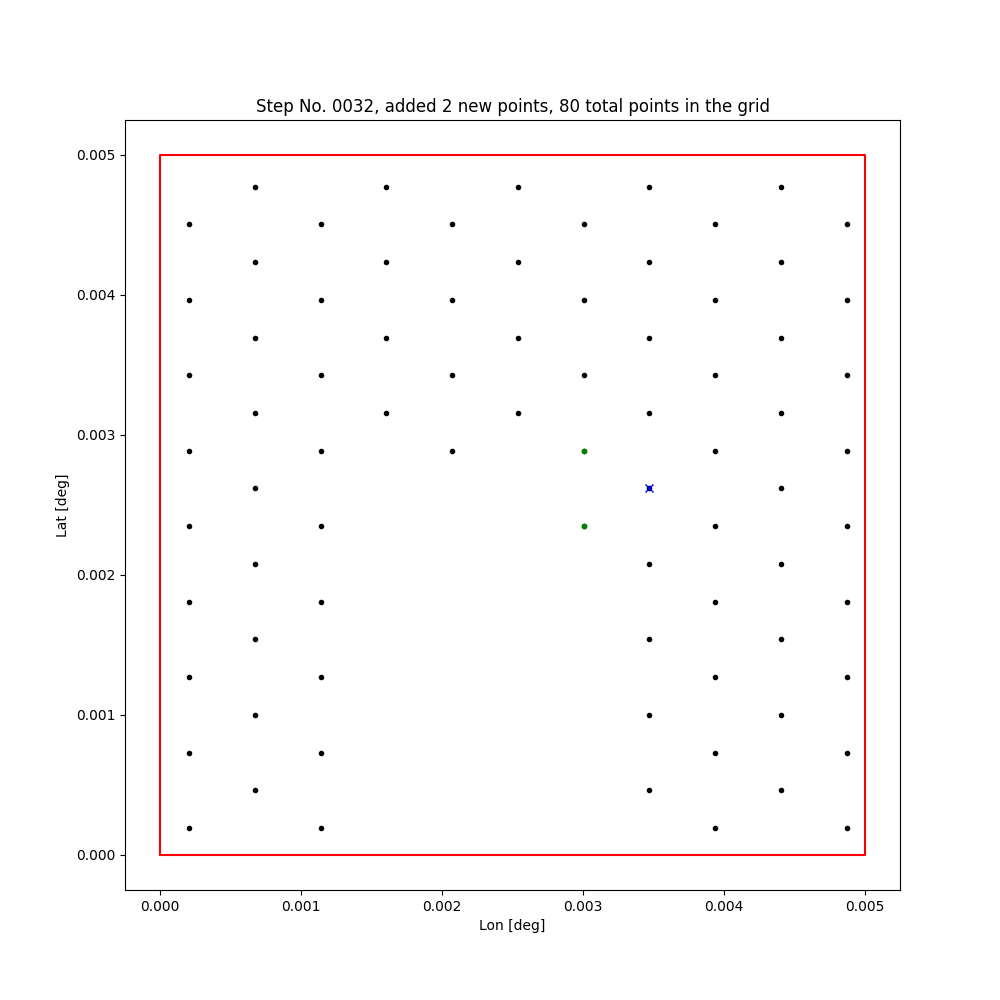 Step No. 0032, added 2 new points, 80 total points in the grid
0.005
0.004
0.003
0.002
0.001
0.000
Lat [deg]
0.000 0.001 0.002 0.003 0.004 0.005
Lon [deg]